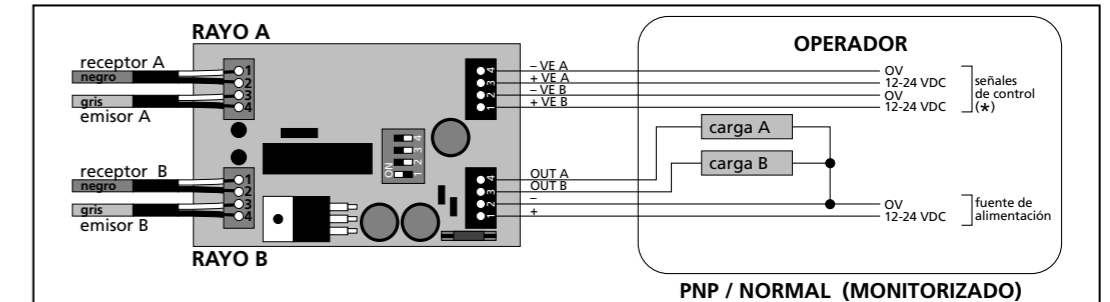 RAYO A
receptor A
negro
gris
emisor A
1
2
3
4
receptor B
negro
gris
emisor B
1
2
3
4
RAYO B
ON
1 2 3 4
4
3
2
1
– VE A
+ VE A
– VE B
+ VE B
4
3
2
1
OUT A
OUT B
–
+
OPERADOR
OV
12-24 VDC
OV
12-24 VDC
señales
de control
(*)
carga A
carga B
OV
12-24 VDC
fuente de
alimentación
PNP / NORMAL (MONITORIZADO)